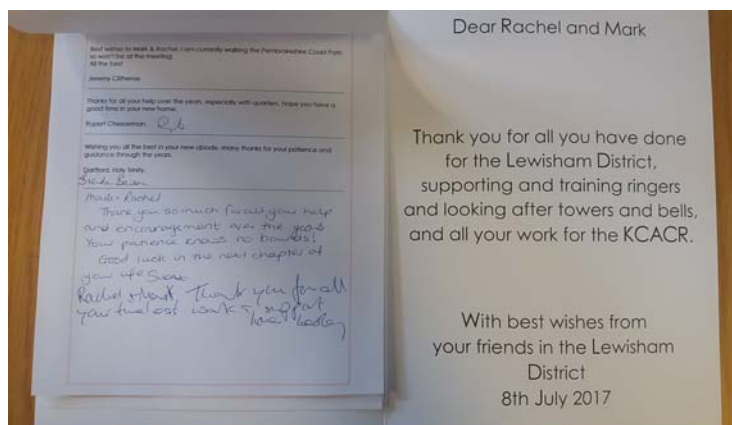 Best wishes to Mark & Rachel. I am currently walking the Pembrokeshire Coast Path
so won't be at the meeting.
All the best
Jeremy Clitheroe
Thanks for all your help over the years, especially with quarters. Hope you have a
good time in your new home.
Rupert Cheeseman
Wishing you all the best in your new abode, many thanks for your patience and
guidance through the years.
Dartford, Holy Trinity.
Mark + Rachel
Thank you so much for all your help
and encouragement over the years
Your patience knows no bounds!
Good luck in the next chapter of
your life
Rachel + Mark, Thank you for all
your work + support
Dear Rachel and Mark
Thank you for all you have done
for the Lewisham District,
supporting and training ringers
and looking after towers and bells,
and all your work for the KCACR.
With best wishes from
your friends in the Lewisham
District
8th July 2017